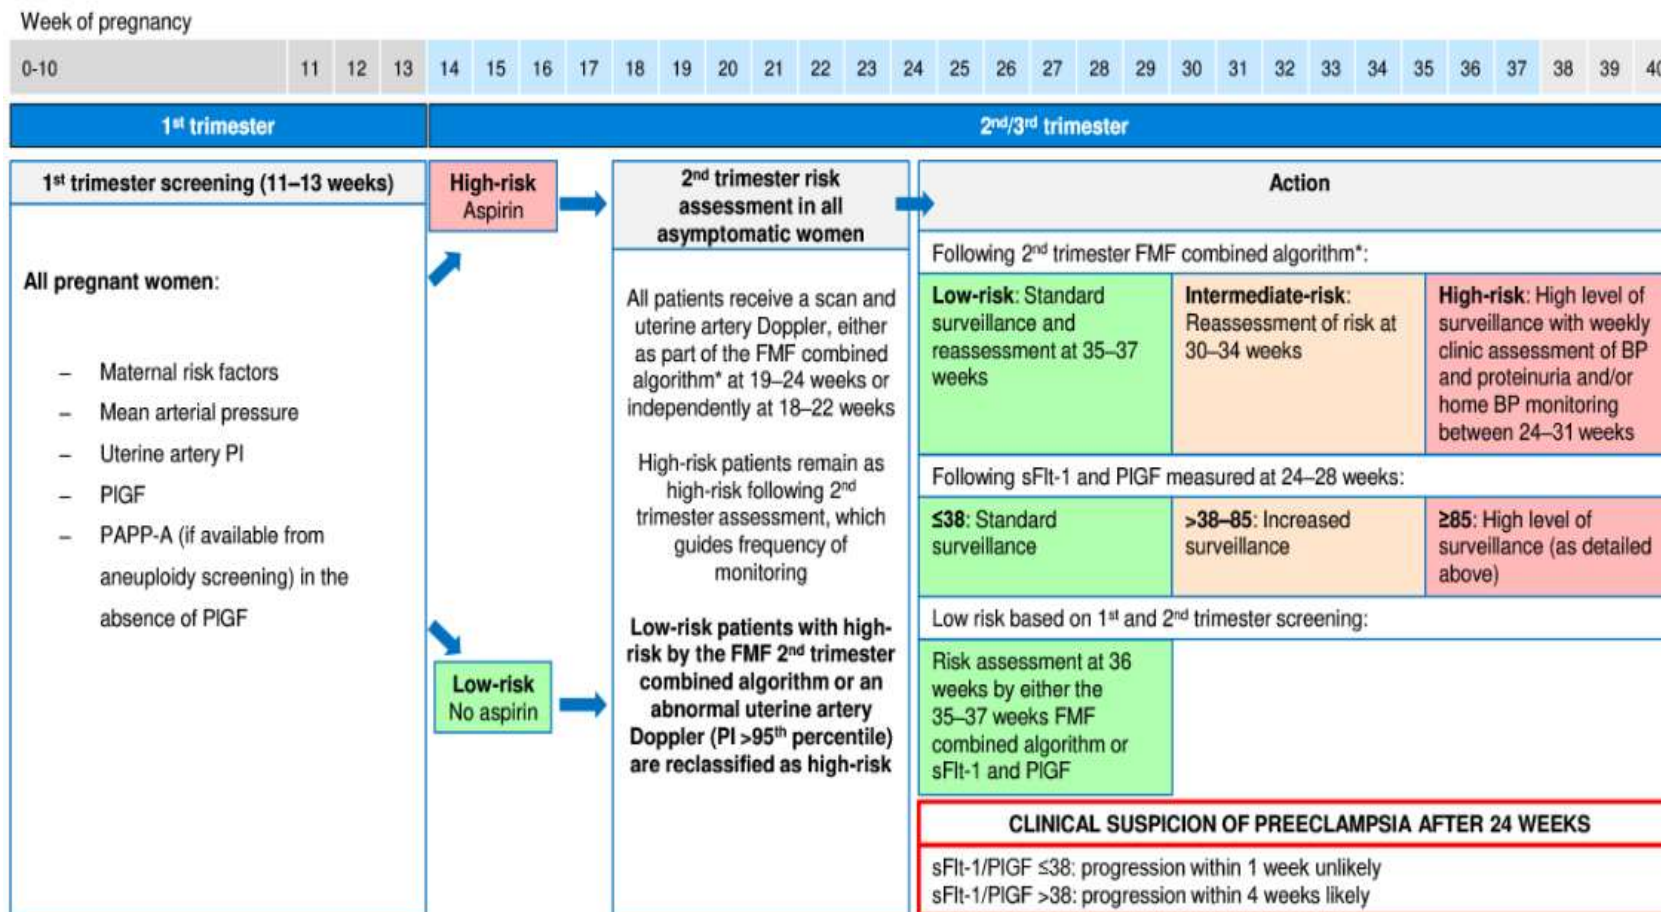 Week of pregnancy
0-10 11 12 13 14 15 16 17 18 19 20 21 22 23 24 25 26 27 28 29 30 31 32 33 34 35 36 37 38 39 40
1st trimester
2nd/3rd trimester
1st trimester screening (11–13 weeks)
All pregnant women:
– Maternal risk factors
– Mean arterial pressure
– Uterine artery PI
– PlGF
– PAPP-A (if available from
aneuploidy screening) in the
absence of PlGF
High-risk
Aspirin
Low-risk
No aspirin
2nd trimester risk
assessment in all
asymptomatic women
All patients receive a scan and
uterine artery Doppler, either
as part of the FMF combined
algorithm* at 19–24 weeks or
independently at 18–22 weeks
High-risk patients remain as
high-risk following 2nd
trimester assessment, which
guides frequency of
monitoring
Low-risk patients with high-
risk by the FMF 2nd trimester
combined algorithm or an
abnormal uterine artery
Doppler (PI >95th percentile)
are reclassified as high-risk
Action
Following 2nd trimester FMF combined algorithm*:
Low-risk: Standard
surveillance and
reassessment at 35–37
weeks
Intermediate-risk:
Reassessment of risk at
30–34 weeks
High-risk: High level of
surveillance with weekly
clinic assessment of BP
and proteinuria and/or
home BP monitoring
between 24–31 weeks
Following sFlt-1 and PlGF measured at 24–28 weeks:
≤38: Standard
surveillance
>38–85: Increased
surveillance
≥85: High level of
surveillance (as detailed
above)
Low risk based on 1st and 2nd trimester screening:
Risk assessment at 36
weeks by either the
35–37 weeks FMF
combined algorithm or
sFlt-1 and PlGF
CLINICAL SUSPICION OF PREECLAMPSIA AFTER 24 WEEKS
sFlt-1/PlGF ≤38: progression within 1 week unlikely
sFlt-1/PlGF >38: progression within 4 weeks likely